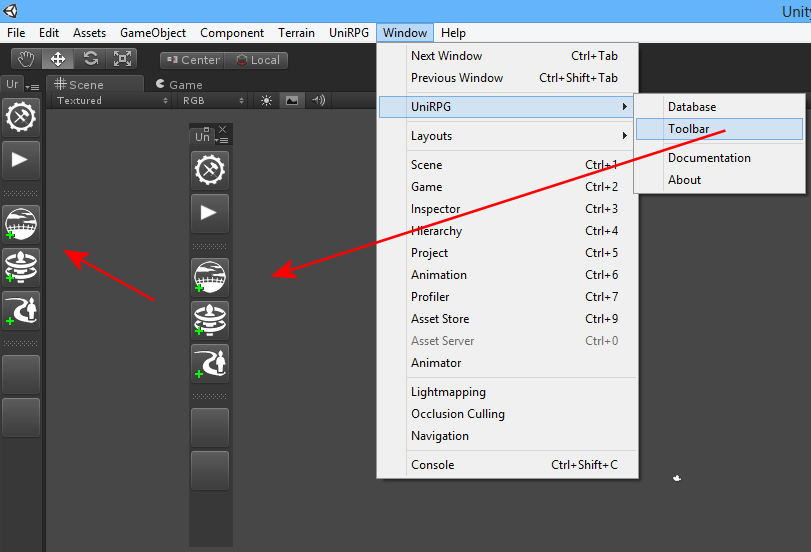 Unity
File Edit Assets GameObject Component Terrain UniRPG Window Help
Center Local
Ur
Scene
Game
Textured RGB
Un
Next Window Ctrl+Tab
Previous Window Ctrl+Shift+Tab
UniRPG
Layouts
Scene Ctrl+1
Game Ctrl+2
Inspector Ctrl+3
Hierarchy Ctrl+4
Project Ctrl+5
Animation Ctrl+6
Profiler Ctrl+7
Asset Store Ctrl+9
Asset Server Ctrl+0
Animator
Lightmapping
Occlusion Culling
Navigation
Console Ctrl+Shift+C
Database
Toolbar
Documentation
About